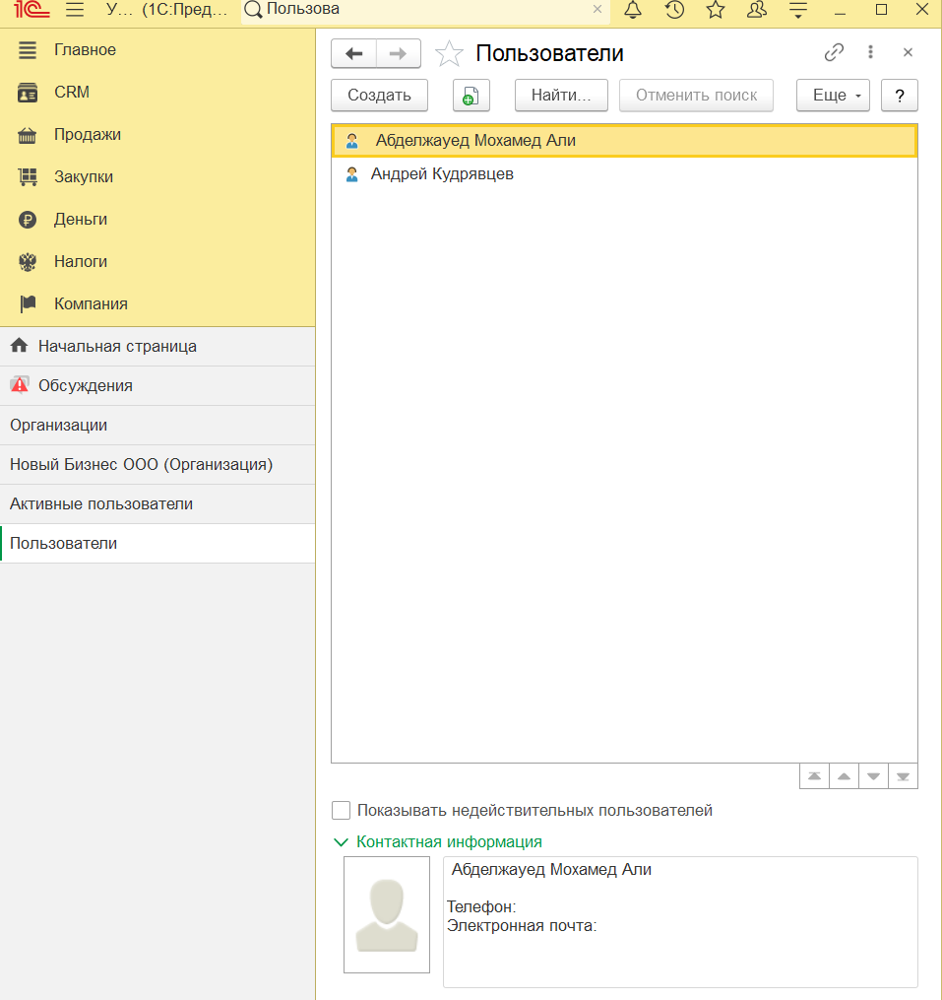 1С У... (1С:Пред... Пользова
Главное
CRM
Продажи
Закупки
Деньги
Налоги
Компания
Начальная страница
Обсуждения
Организации
Новый Бизнес ООО (Организация)
Активные пользователи
Пользователи
Пользователи
Создать Найти... Отменить поиск Еще ?
Абделжауед Мохамед Али
Андрей Кудрявцев
Показывать недействительных пользователей
Контактная информация
Абделжауед Мохамед Али
Телефон:
Электронная почта: